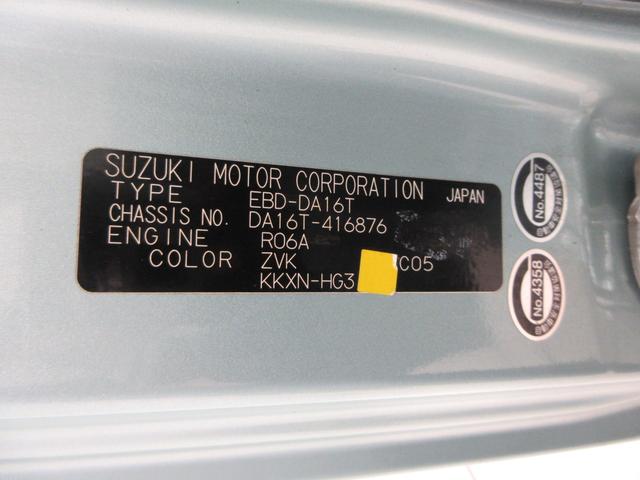 SUZUKI MOTOR CORPORATION JAPAN
TYPE EBD-DA16T
CHASSIS NO. DA16T-416876
ENGINE R06A
COLOR ZVK C05
KKXN-HG3
No.4487
No.4358